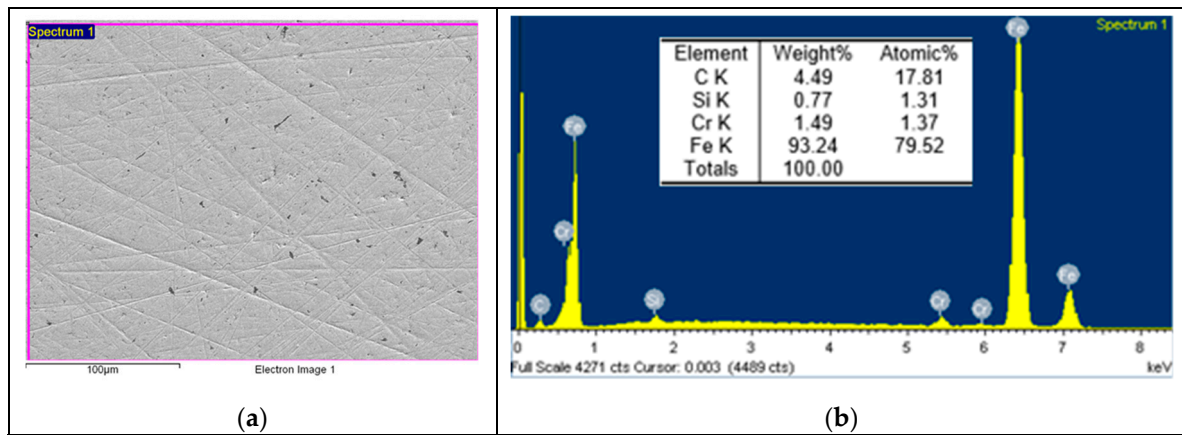 Spectrum 1
100µm
Electron Image 1
(a)
Spectrum 1
Fe
Element Weight% Atomic%
C K 4.49 17.81
Si K 0.77 1.31
Cr K 1.49 1.37
Fe K 93.24 79.52
Totals 100.00
Fe
Cr
C
Si
Cr
Cr
Fe
0 1 2 3 4 5 6 7 8
Full Scale 4271 cts Cursor: 0.003 (4489 cts)
keV
(b)